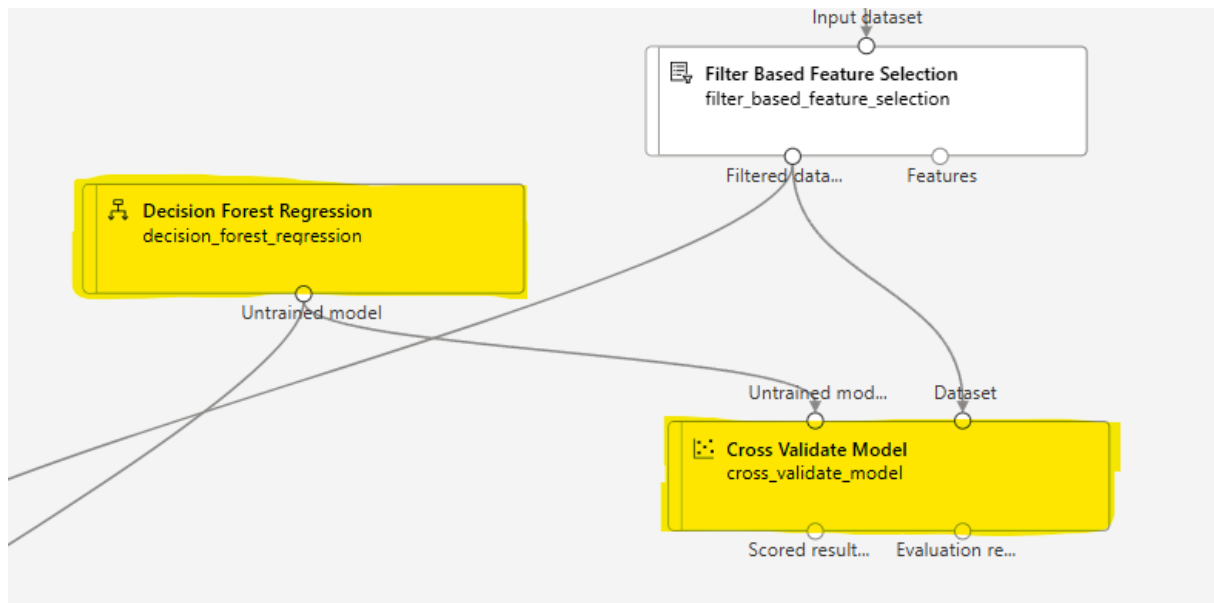 Input dataset
Filter Based Feature Selection
filter_based_feature_selection
Filtered data...
Features
Decision Forest Regression
decision_forest_regression
Untrained model
Untrained mod...
Dataset
Cross Validate Model
cross_validate_model
Scored result...
Evaluation re...